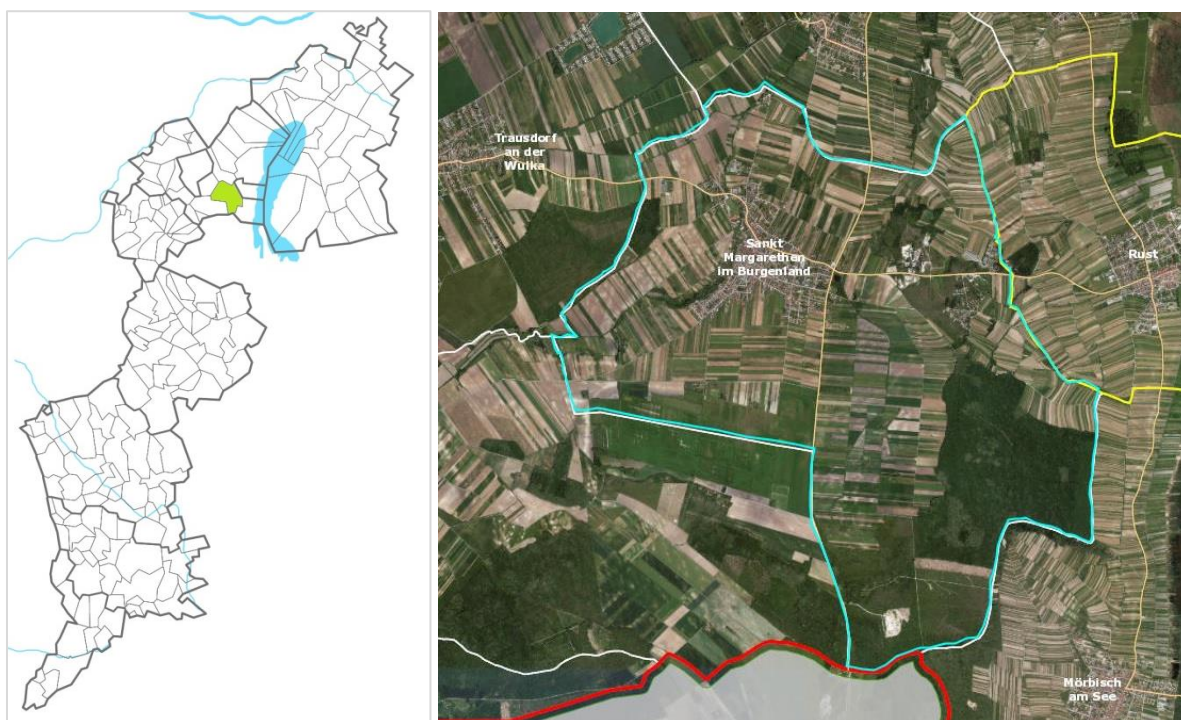 Trausdorf
an der
Wulka
Sankt
Margarethen
im Burgenland
Rust
Mörbisch
am See